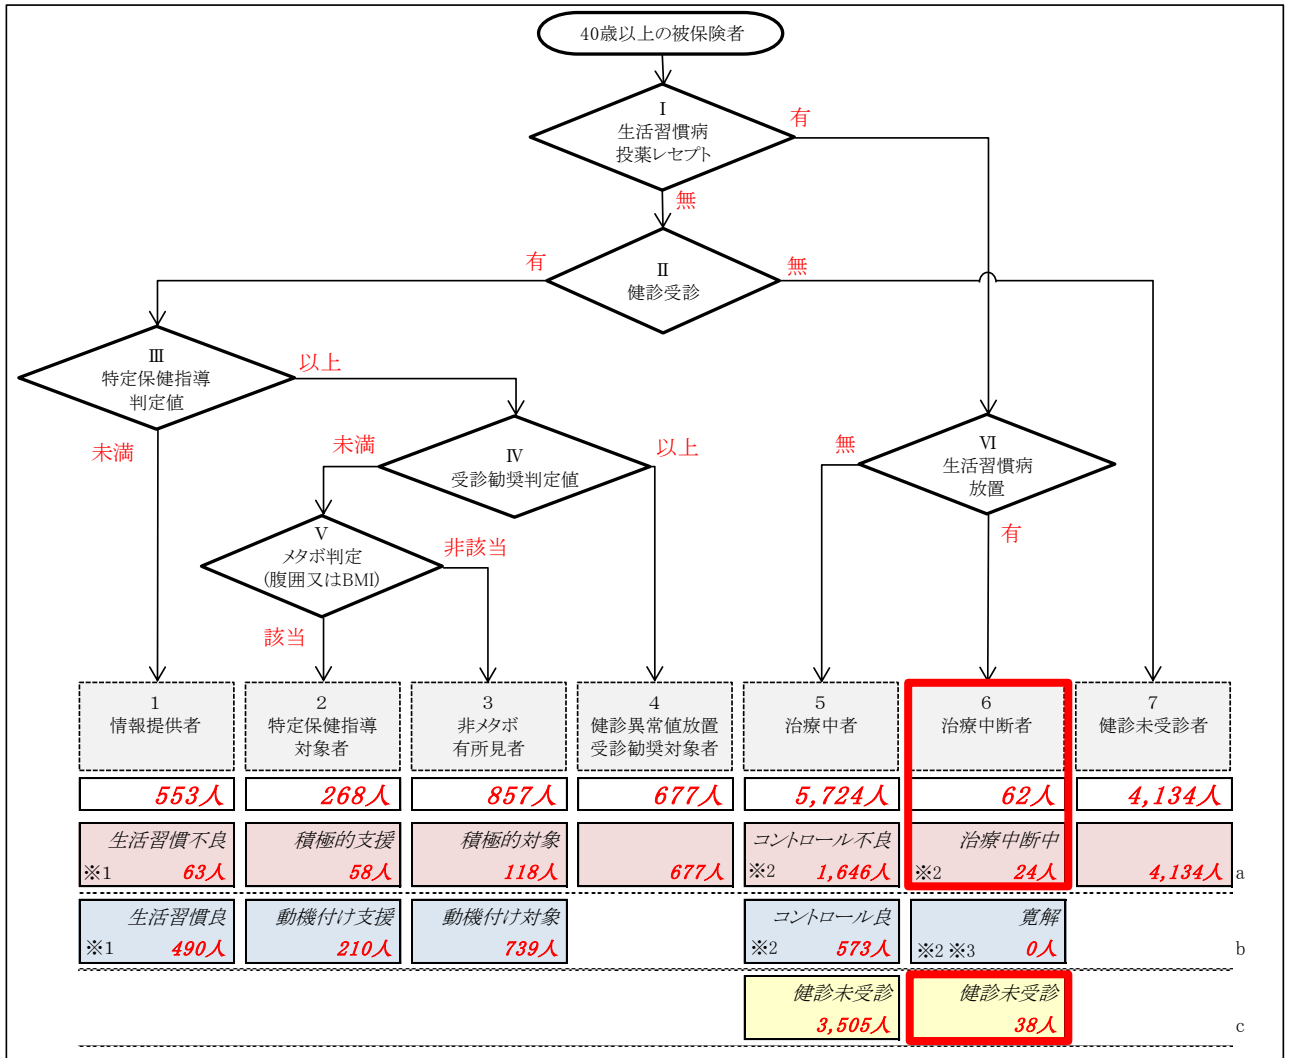 40歳以上の被保険者
Ⅰ
生活習慣病
投薬レセプト
有
無
Ⅱ
健診受診
有
無
Ⅲ
特定保健指導
判定値
以上
未満
Ⅳ
受診勧奨判定値
未満
以上
Ⅵ
生活習慣病
放置
無
有
Ⅴ
メタボ判定
(腹囲又はBMI)
非該当
該当
1
情報提供者
2
特定保健指導
対象者
3
非メタボ
有所見者
4
健診異常値放置
受診勧奨対象者
5
治療中者
6
治療中断者
7
健診未受診者
553人
268人
857人
677人
5,724人
62人
4,134人
生活習慣不良
※1 63人
積極的支援
58人
積極的対象
118人
677人
コントロール不良
※2 1,646人
治療中断中
※2 24人
4,134人
a
生活習慣良
※1 490人
動機付け支援
210人
動機付け対象
739人
コントロール良
※2 573人
寛解
※2 ※3 0人
b
健診未受診
3,505人
健診未受診
38人
c